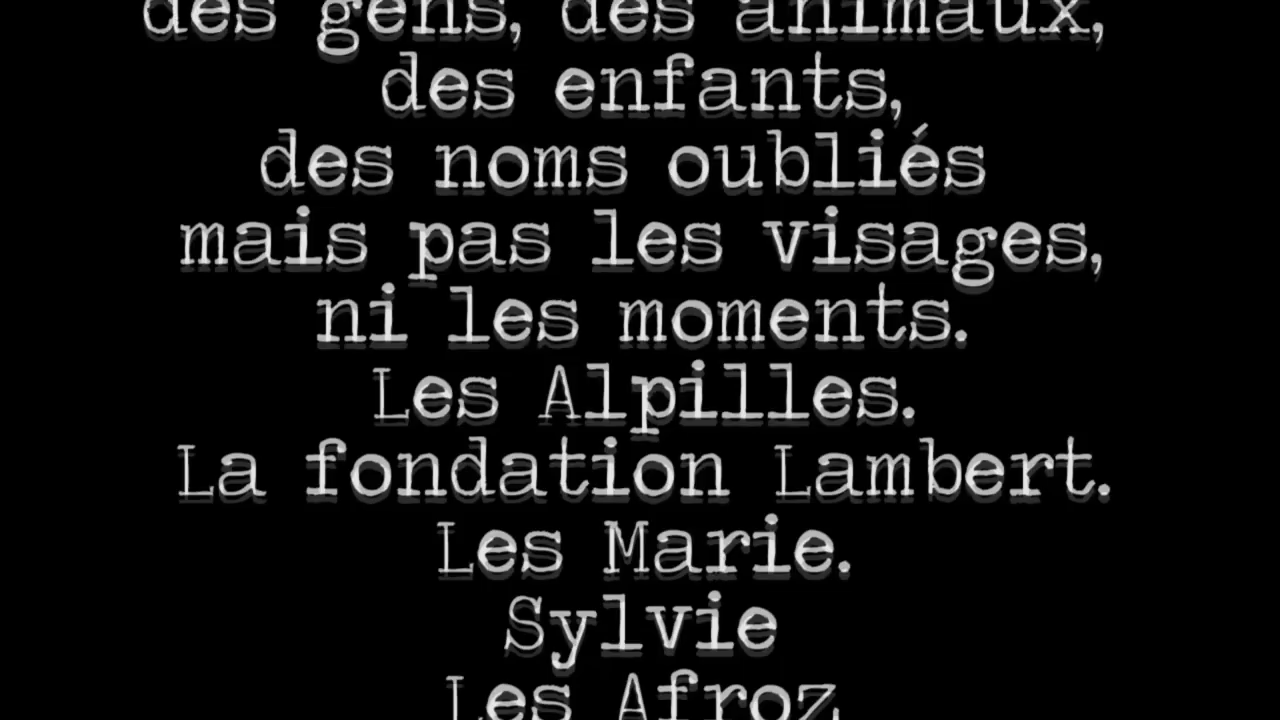 des gens, des animaux,
des enfants,
des noms oubliés
mais pas les visages,
ni les moments.
Les Alpilles.
La fondation Lambert.
Les Marie.
Sylvie
Les Afroz